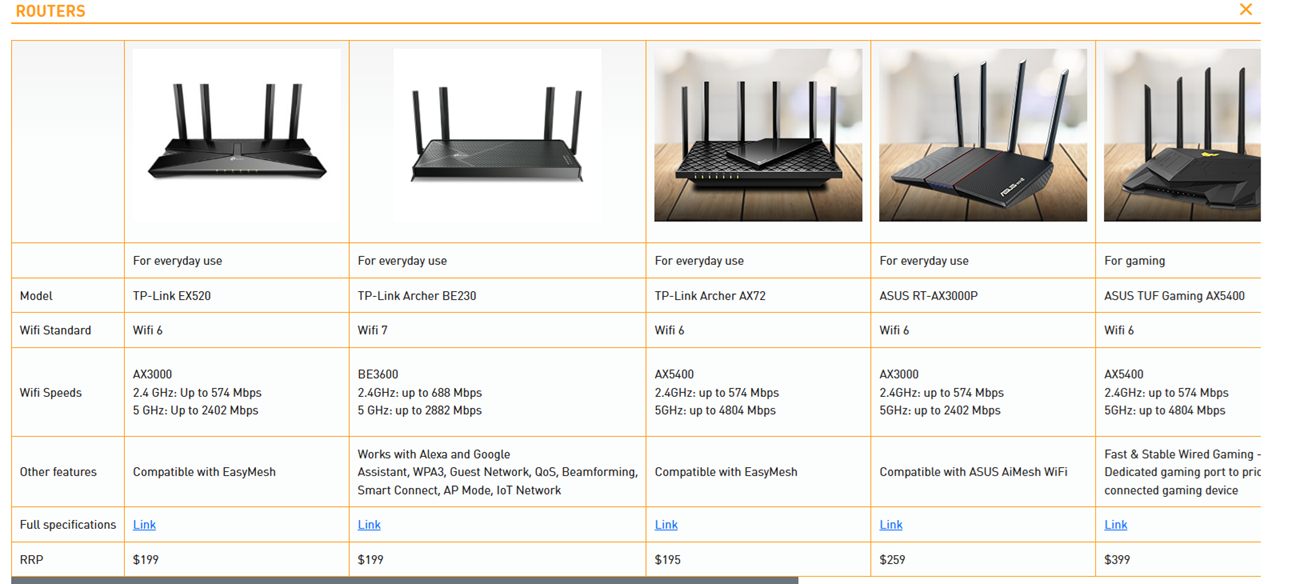 ROUTERS
For everyday use
For everyday use
For everyday use
For everyday use
For gaming
Model
TP-Link EX520
TP-Link Archer BE230
TP-Link Archer AX72
ASUS RT-AX3000P
ASUS TUF Gaming AX5400
Wifi Standard
Wifi 6
Wifi 7
Wifi 6
Wifi 6
Wifi 6
Wifi Speeds
AX3000
2.4 GHz: Up to 574 Mbps
5 GHz: Up to 2402 Mbps
BE3600
2.4GHz: up to 688 Mbps
5 GHz: up to 2882 Mbps
AX5400
2.4GHz: up to 574 Mbps
5GHz: up to 4804 Mbps
AX3000
2.4GHz: up to 574 Mbps
5GHz: up to 2402 Mbps
AX5400
2.4GHz: up to 574 Mbps
5GHz: up to 4804 Mbps
Other features
Compatible with EasyMesh
Works with Alexa and Google
Assistant, WPA3, Guest Network, QoS, Beamforming,
Smart Connect, AP Mode, IoT Network
Compatible with EasyMesh
Compatible with ASUS AiMesh WiFi
Fast & Stable Wired Gaming -
Dedicated gaming port to
connected gaming device
Full specifications
Link
Link
Link
Link
Link
RRP
$199
$199
$195
$259
$399